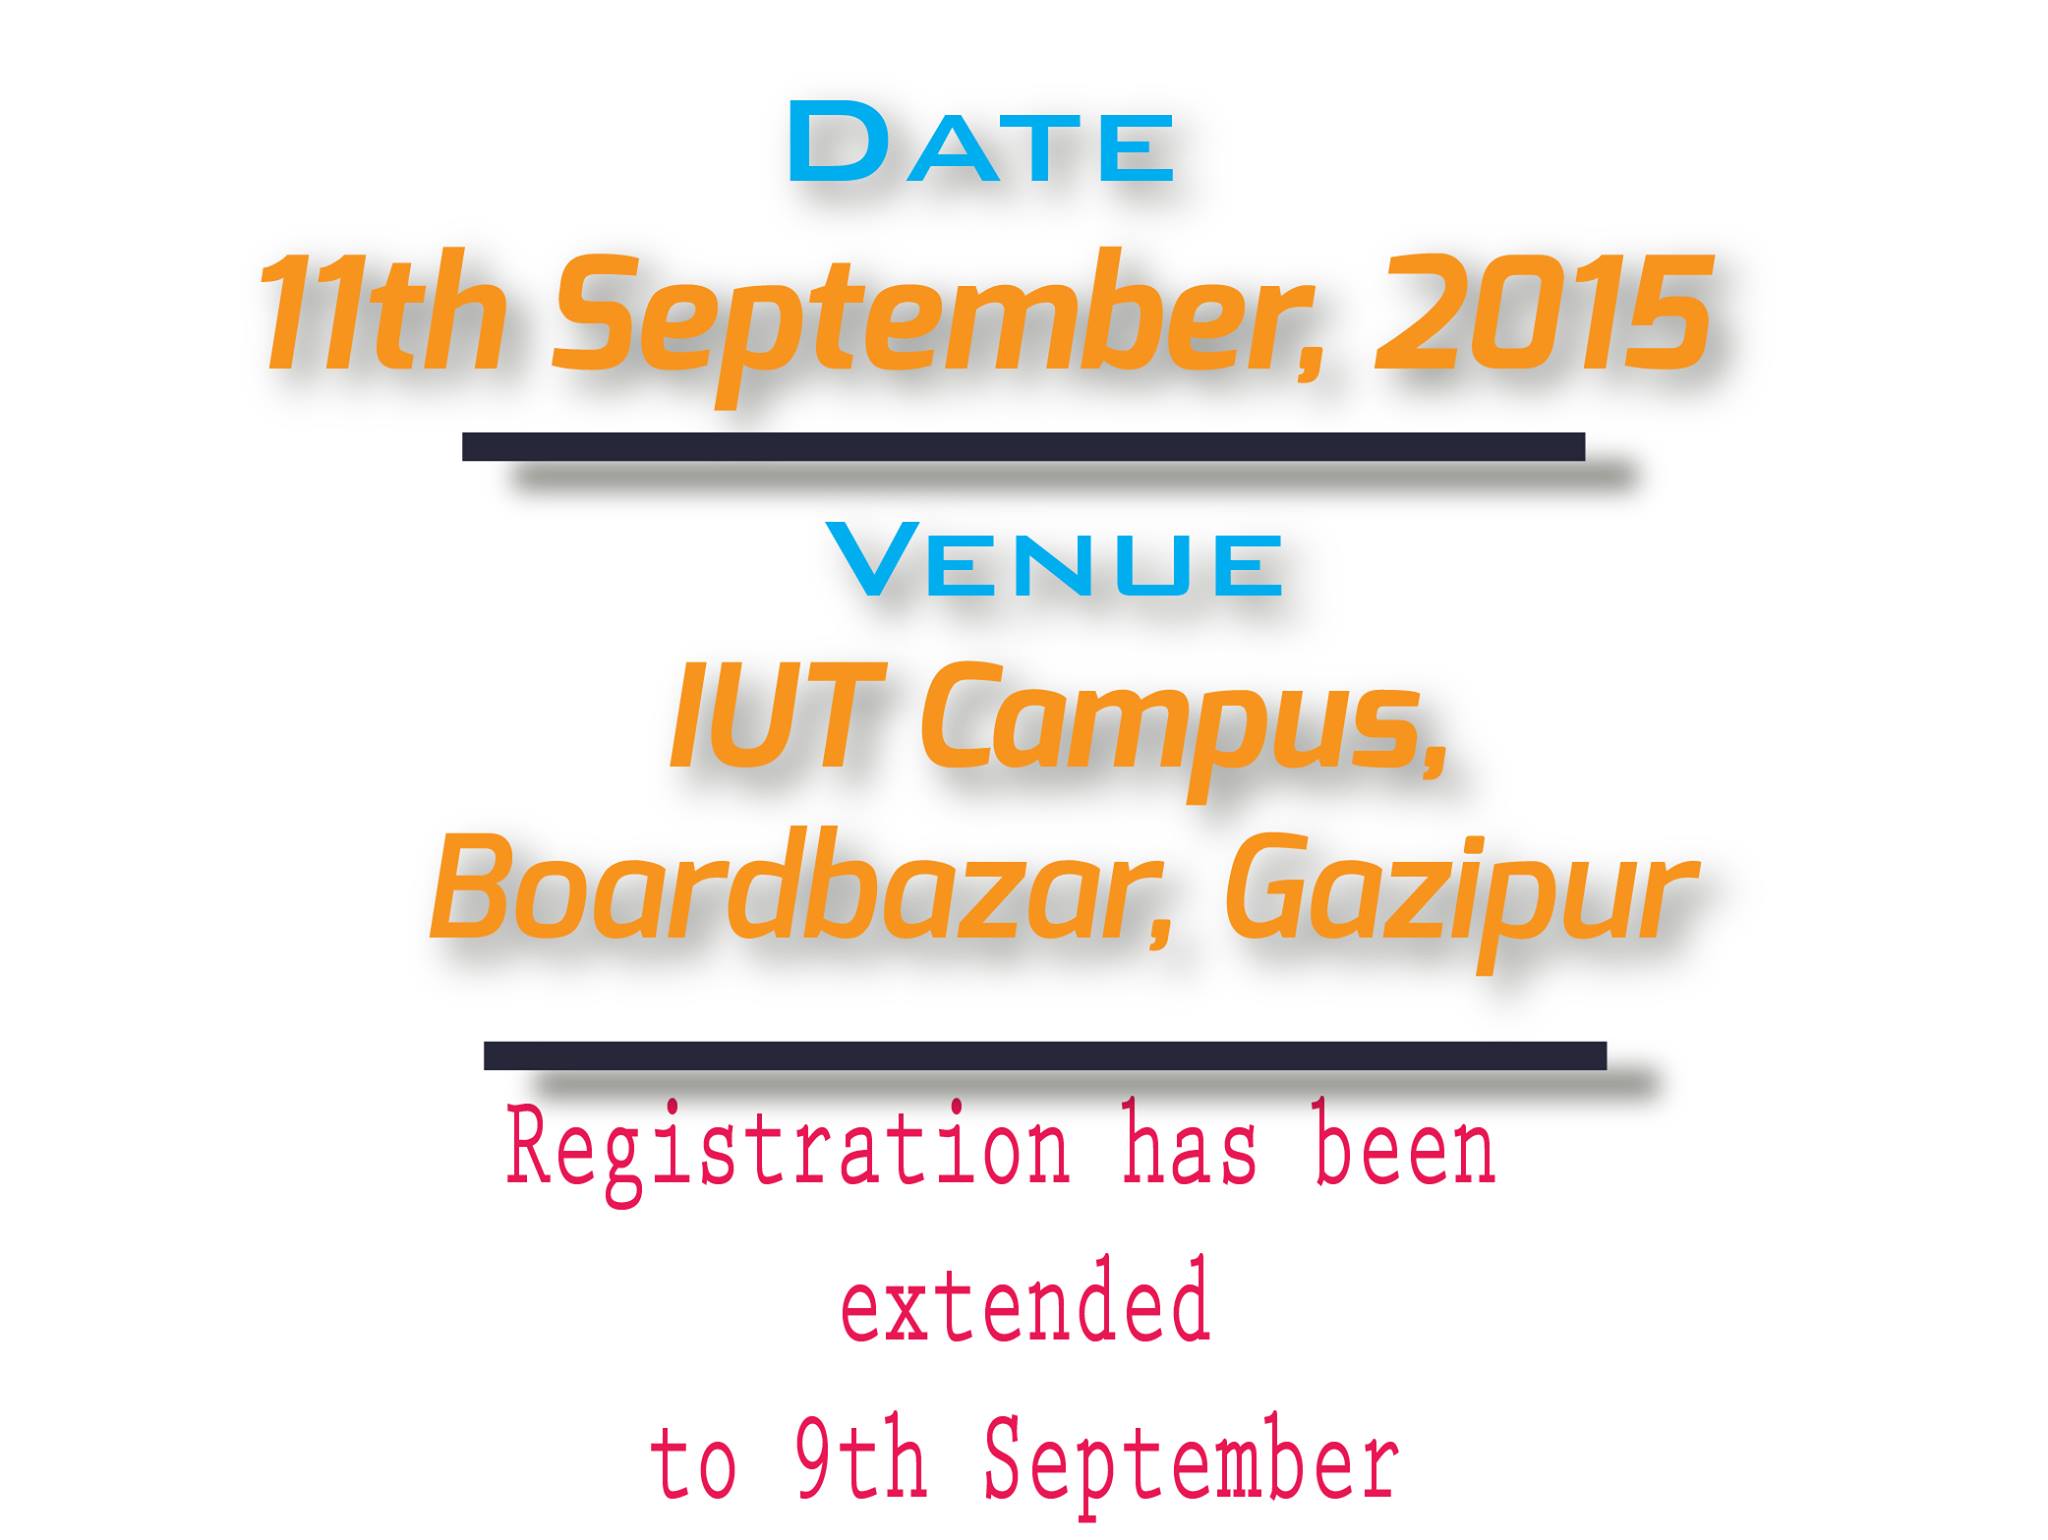 Date
11th September, 2015
Venue
IUT Campus,
Boardbazar, Gazipur
Registration has been
extended
to 9th September